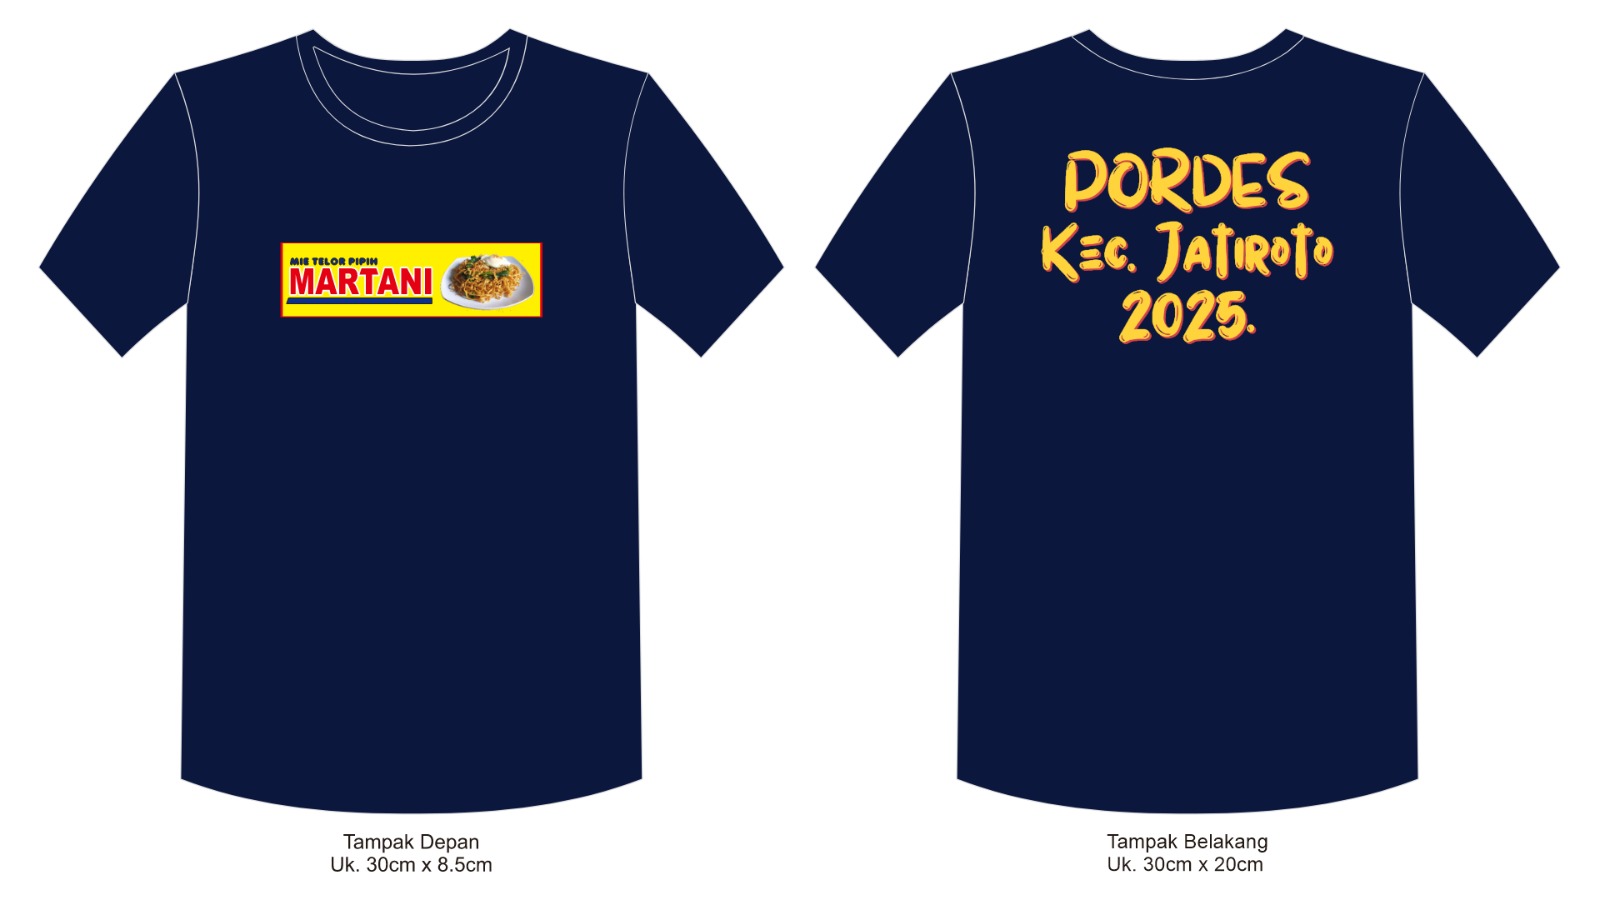 MIE TELOR PIPIH
MARTANI
Tampak Depan
Uk. 30cm x 8.5cm
PORDES
Kec. Jatiroto
2025.
Tampak Belakang
Uk. 30cm x 20cm